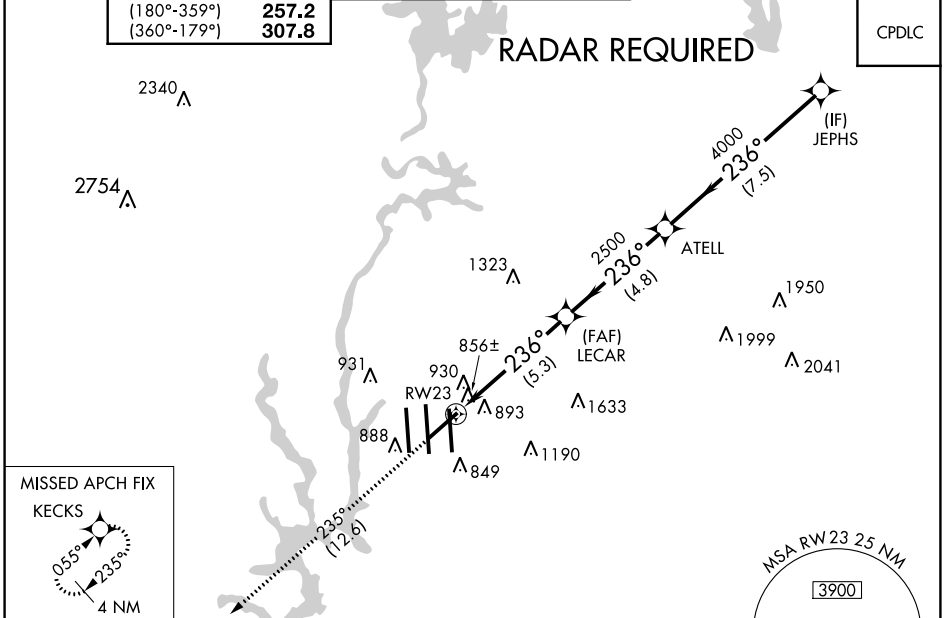 (180°-359°) 257.2
(360°-179°) 307.8
RADAR REQUIRED
CPDLC
2340
(IF)
JEPHS
4000
236°
(7.5)
2754
ATELL
2500
236°
(4.8)
1323
1950
(FAF)
LECAR
1999
2041
236°
(5.3)
856±
931
930
RW23
893
1633
888
849
1190
MISSED APCH FIX
KECKS
055°
235°
4 NM
235°
(12.6)
MSA RW 23 25 NM
3900